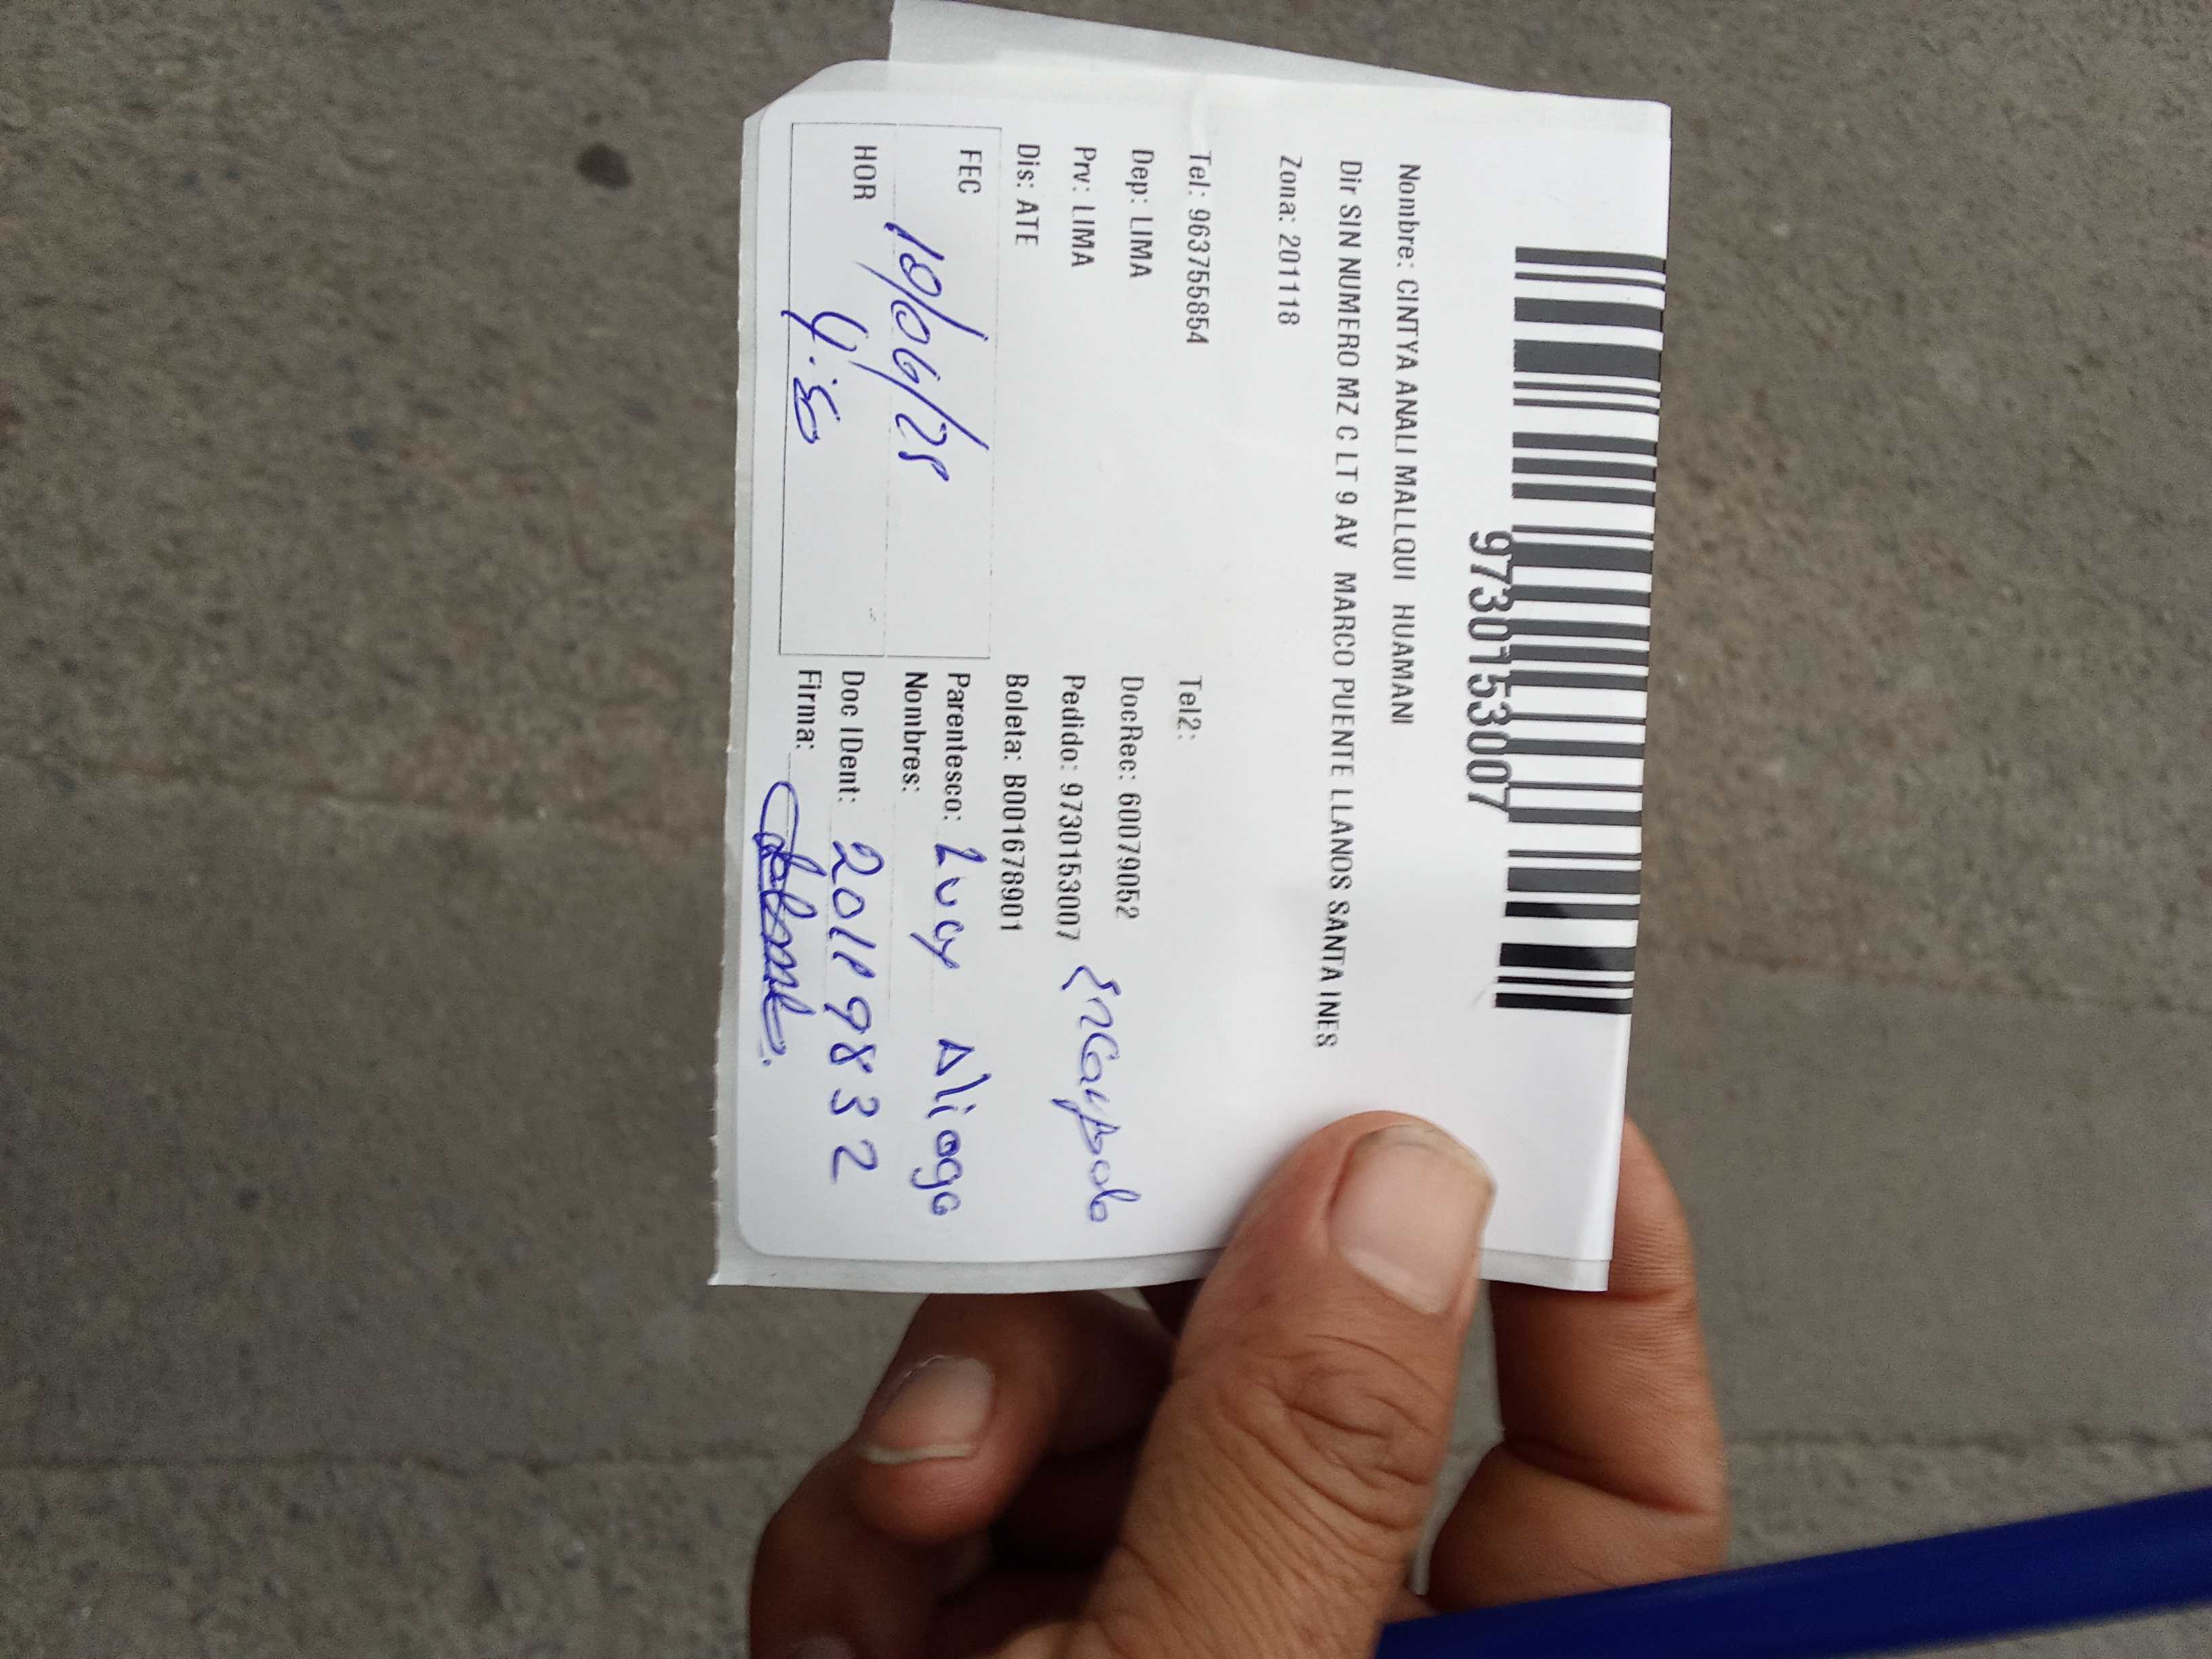 9730153007
Nombre: CINTYA ANALI MALLQUI HUAMANI
Dir SIN NUMERO MZ C LT 9 AV MARCO PUENTE LLANOS SANTA INES
Zona: 201118
Tel: 963755854 Tel2:
Dep: LIMA DocRec: 60079052
Prv: LIMA Pedido: 9730153007
Dis: ATE Boleta: B001678901
FEC 10/06/25 Parentesco: Lucy Aliaga
Nombres:
HOR Doc IDent: 20119832
Firma: